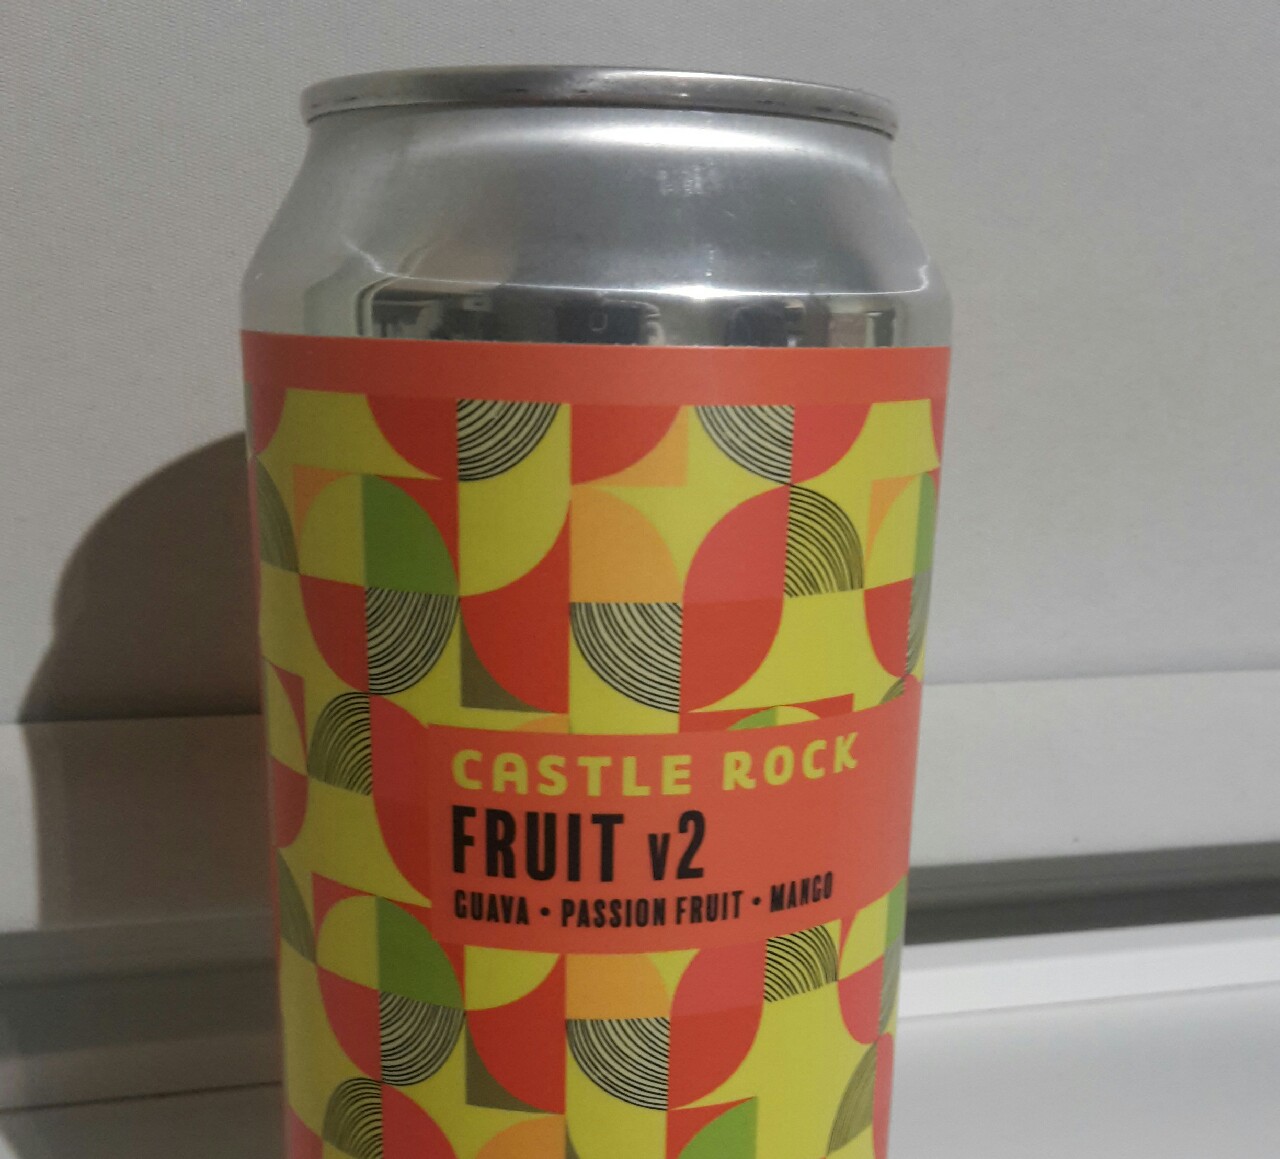 CASTLE ROCK
FRUIT v2
GUAVA • PASSION FRUIT • MANGO